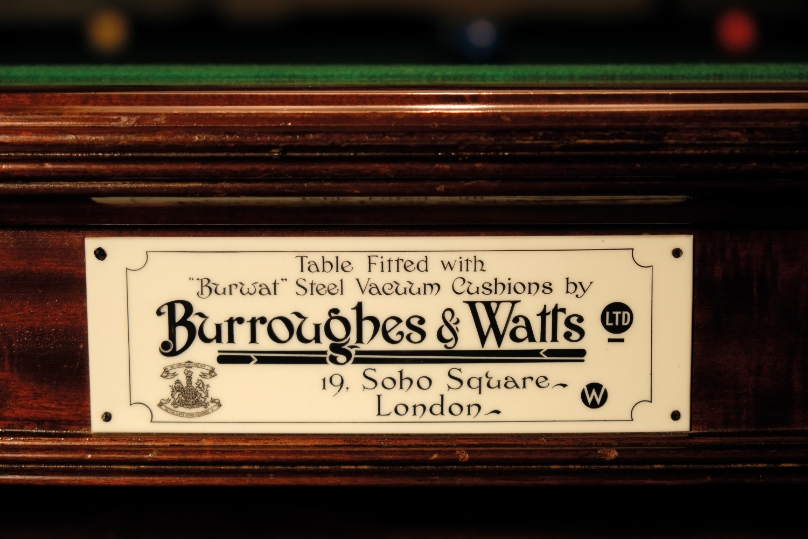 Table Fitted with
"Burwat" Steel Vacuum Cushions by
Burroughes & Watts LTD
19, Soho Square
London
W